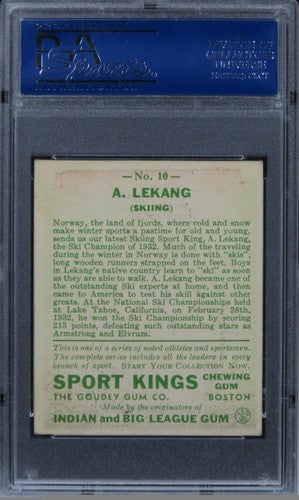 PSA
DIVISION OF
COLLECTORS
UNIVERSE
NASDAQ: CLCT
— No. 10 —
A. LEKANG
(SKIING)
Norway, the land of fjords, where cold and snow
make winter sports a pastime for old and young,
sends us our latest Skiing Sport King, A. Lekang,
the Ski Champion of 1932. Much of the traveling
during the winter in Norway is done with "skis",
long wooden runners strapped on the feet. Boys
in Lekang's native country learn to "ski" as soon
as they are able to walk. A. Lekang became one of
the outstanding Ski experts at home, and then
came to America to test his skill against other
greats. At the National Ski Championships held
at Lake Tahoe, California, on February 28th,
1932, he won the Ski Championship by scoring
213 points, defeating such outstanding stars as
Armstrong and Elvrum.
This is one of a series of noted athletes and sportsmen.
The complete series includes all the leaders in every
branch of sport. START YOUR COLLECTION NOW.
SPORT KINGS CHEWING GUM
THE GOUDEY GUM CO. BOSTON
Made by the originators of
INDIAN and BIG LEAGUE GUM